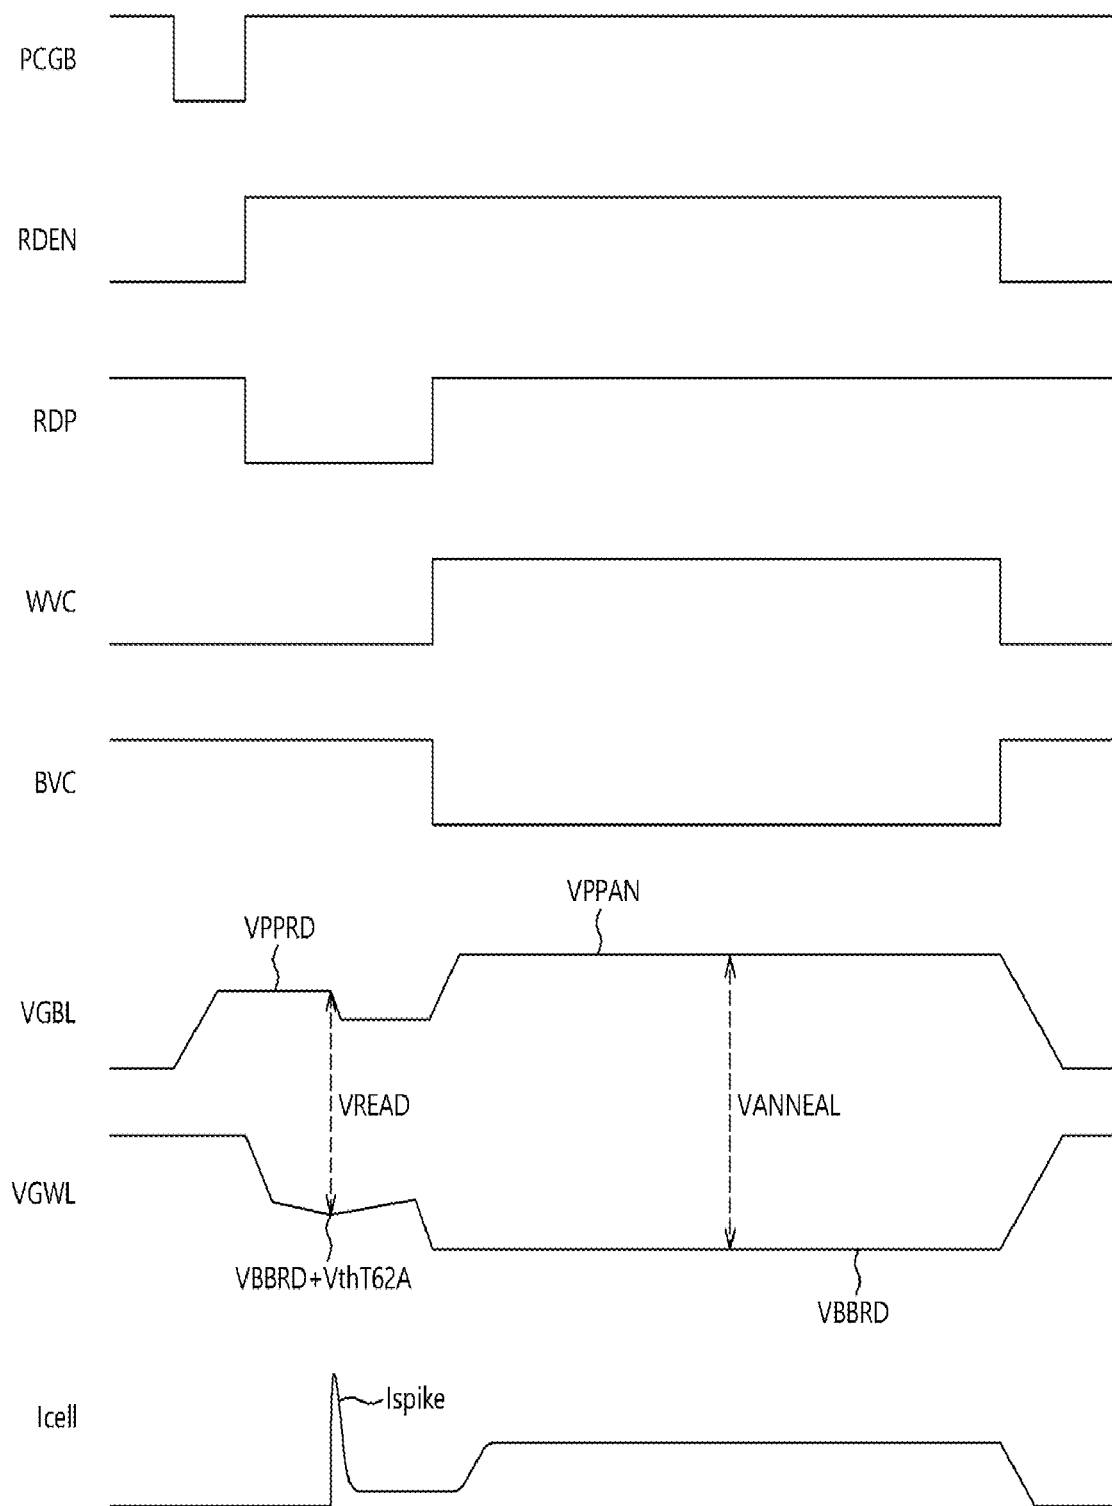 PCGB
RDEN
RDP
WVC
BVC
VPPAN
VPPRD
VGBL
VREAD
VANNEAL
VGWL
VBBRD+VthT62A
VBBRD
Ispike
Icell